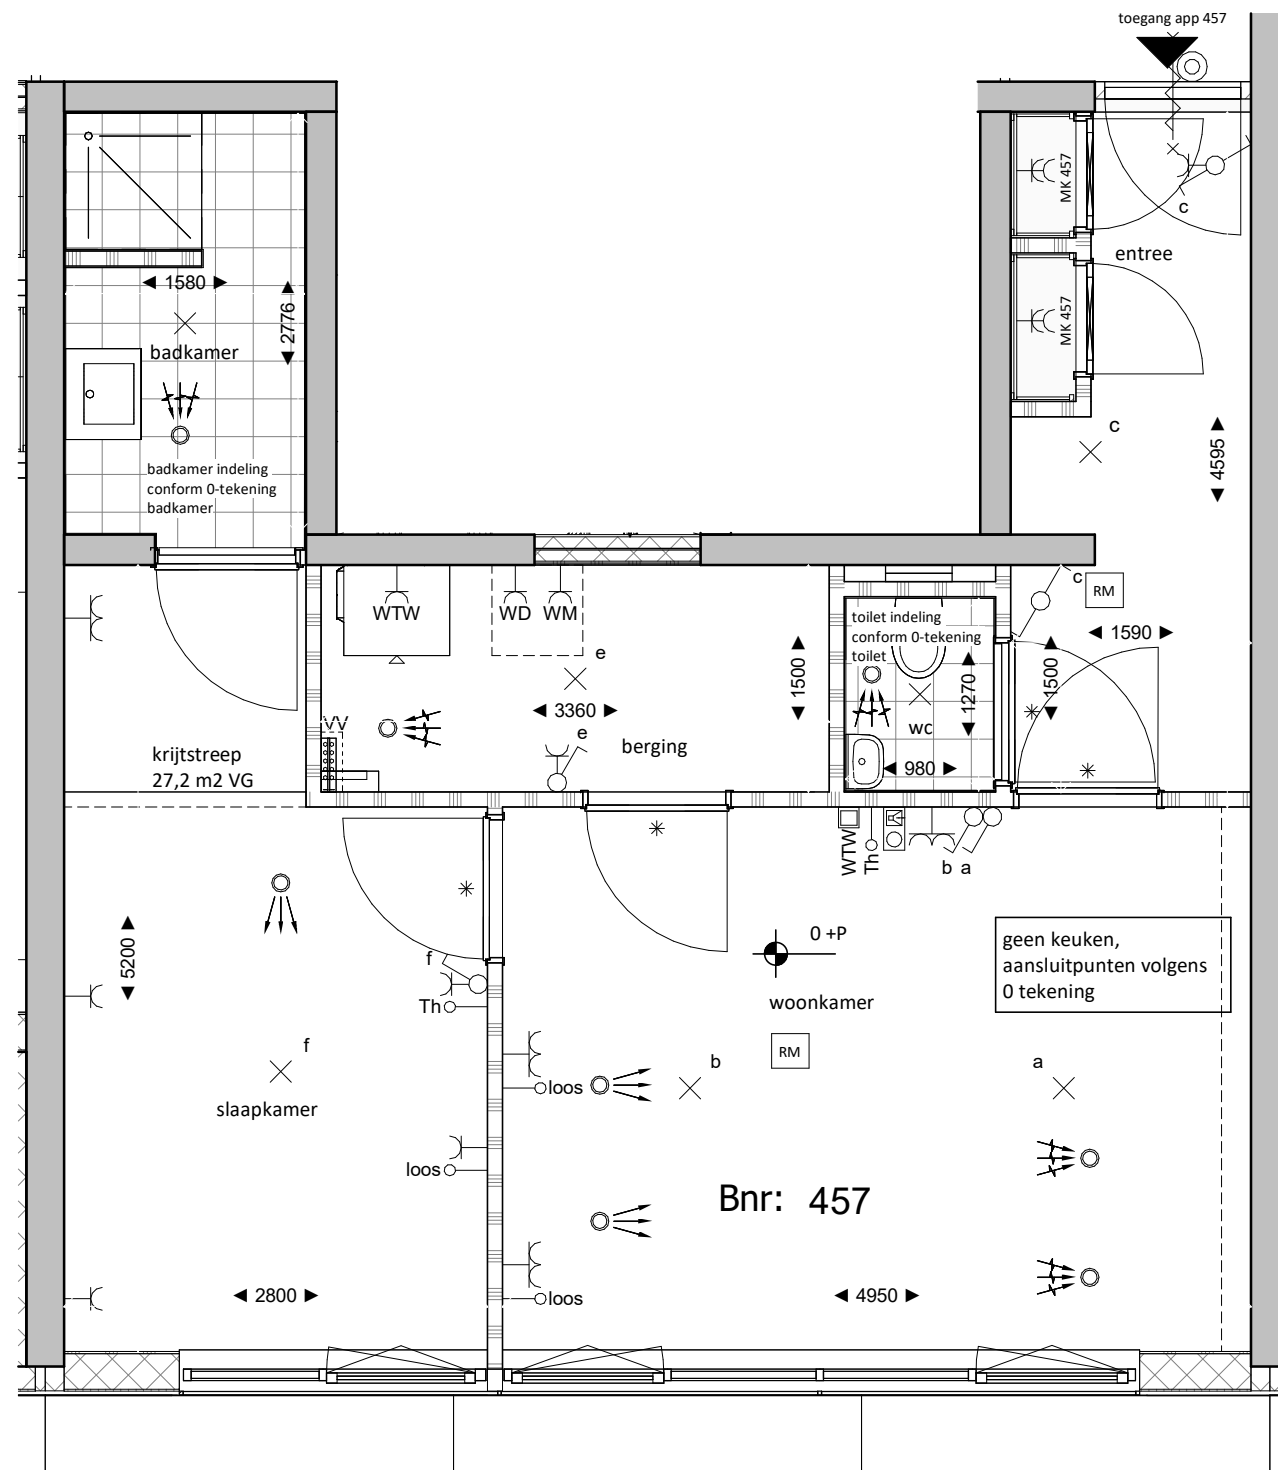 toegang app 457
MK 457
c
entree
1580
2776
badkamer
MK 457
c
4595
badkamer indeling
conform 0-tekening
badkamer
WTW
WD
WM
e
toilet indeling
conform 0-tekening
toilet
c
RM
1590
1500
1270
1500
VV
3360
e
berging
wc
980
krijtstreep
27,2 m2 VG
WTW
Th
b a
5200
f
0 +P
geen keuken,
aansluitpunten volgens
0 tekening
Th
woonkamer
f
RM
b
a
loos
slaapkamer
loos
Bnr: 457
2800
loos
4950